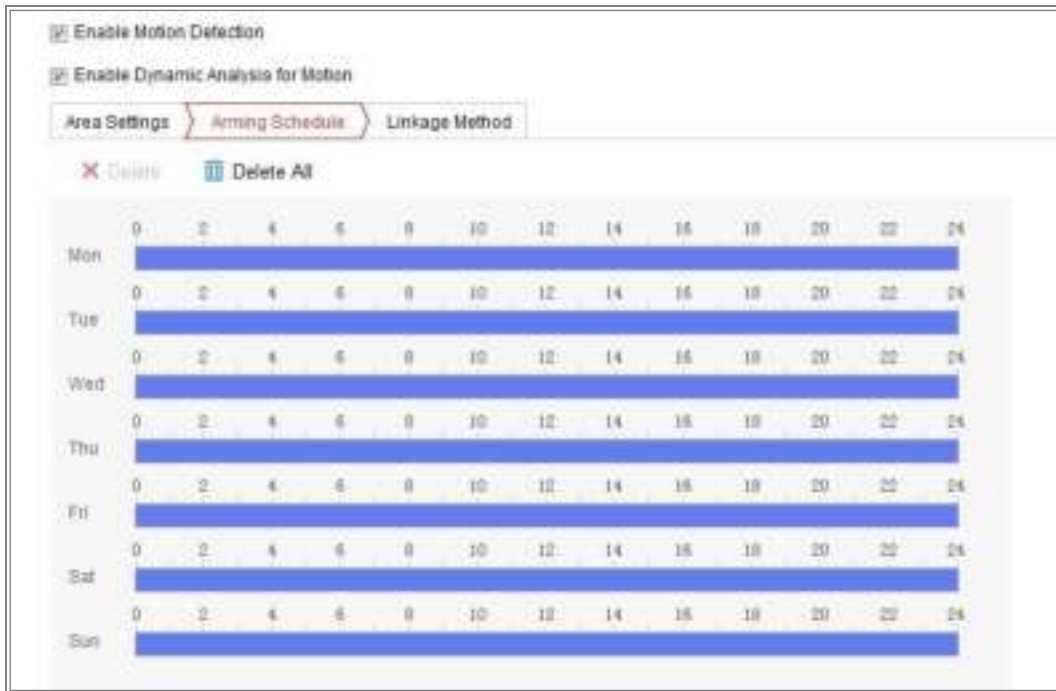 Enable Motion Detection
Enable Dynamic Analysis for Motion
Area Settings Arming Schedule Linkage Method
Delete Delete All
0 2 4 6 8 10 12 14 16 18 20 22 24
Mon
0 2 4 6 8 10 12 14 16 18 20 22 24
Tue
0 2 4 6 8 10 12 14 16 18 20 22 24
Wed
0 2 4 6 8 10 12 14 16 18 20 22 24
Thu
0 2 4 6 8 10 12 14 16 18 20 22 24
Fri
0 2 4 6 8 10 12 14 16 18 20 22 24
Sat
0 2 4 6 8 10 12 14 16 18 20 22 24
Sun